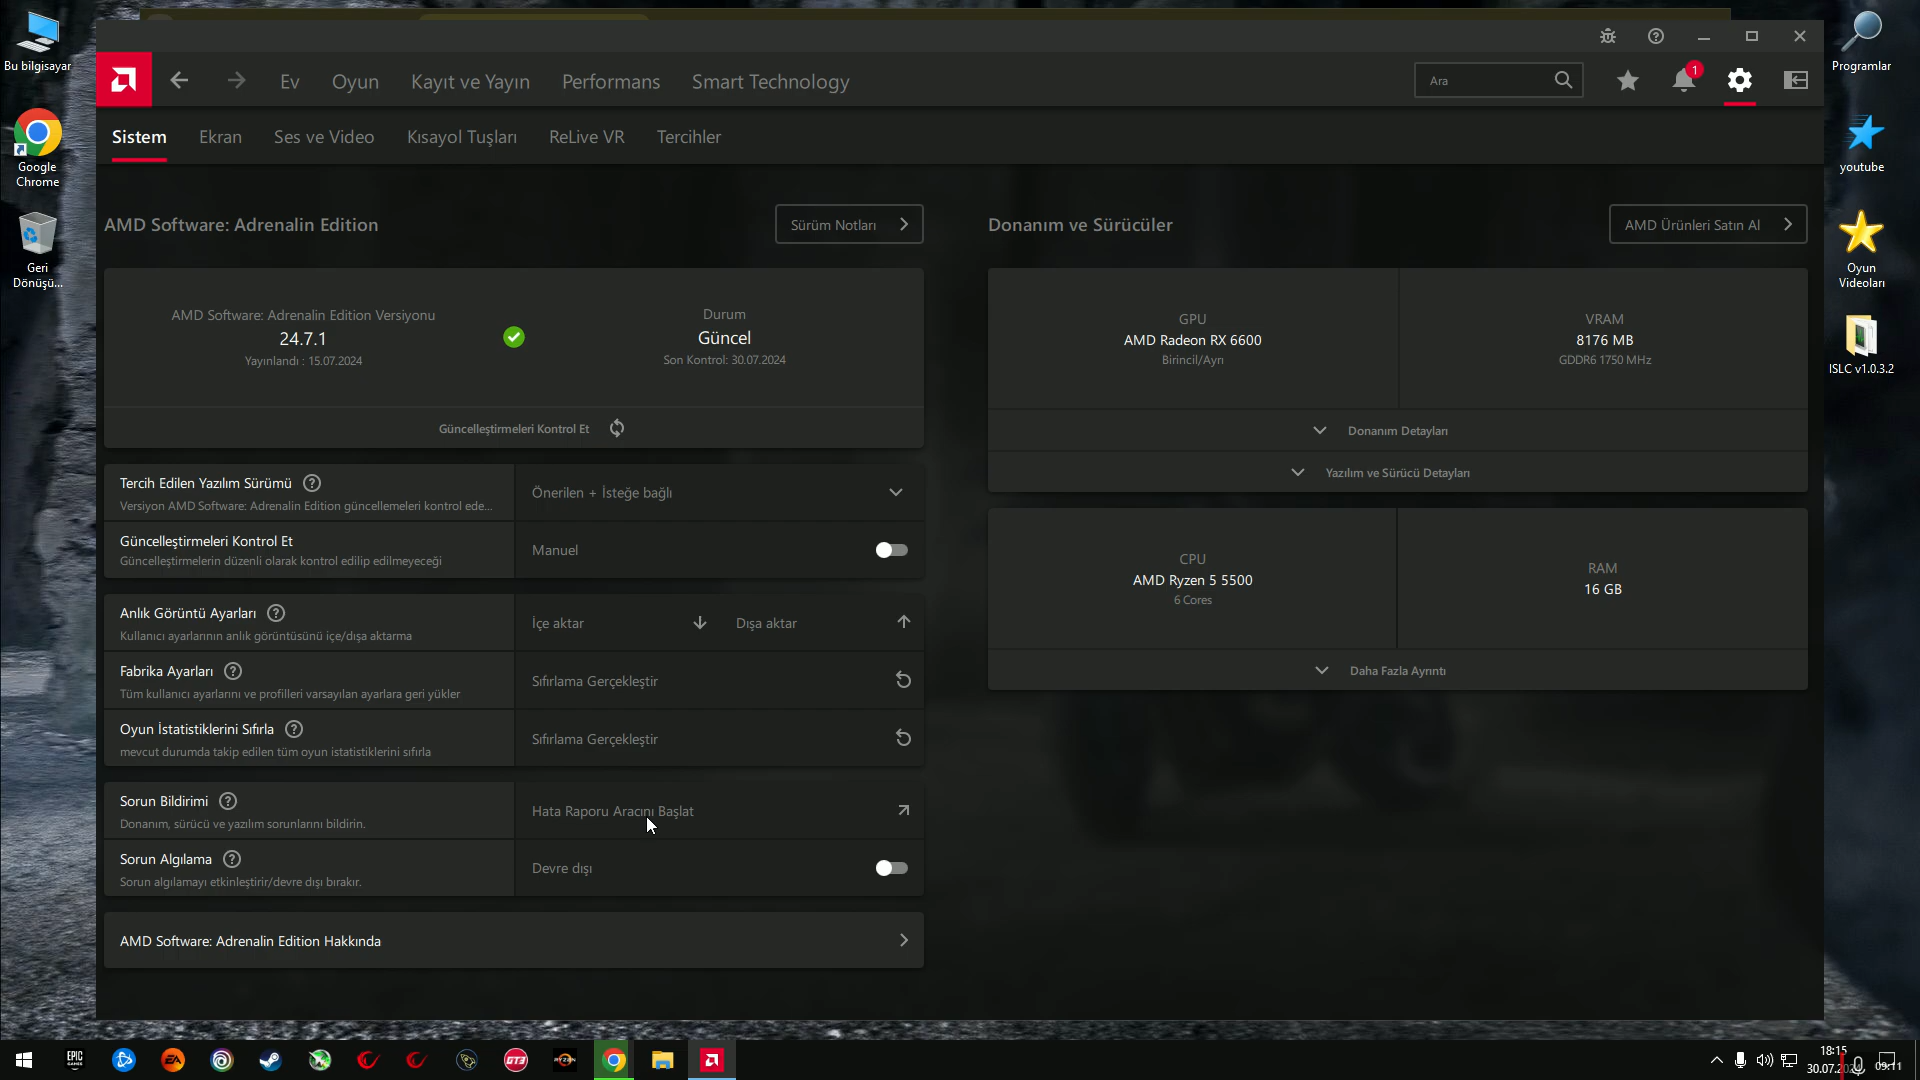 Bu bilgisayar
Google
Chrome
Geri
Dönüşü...
Programlar
youtube
Oyun
Videoları
ISLC v1.0.3.2
Ev
Oyun
Kayıt ve Yayın
Performans
Smart Technology
Ara
1
Sistem
Ekran
Ses ve Video
Kısayol Tuşları
ReLive VR
Tercihler
AMD Software: Adrenalin Edition
Sürüm Notları
AMD Software: Adrenalin Edition Versiyonu
24.7.1
Yayınlandı : 15.07.2024
Durum
Güncel
Son Kontrol: 30.07.2024
Güncelleştirmeleri Kontrol Et
Tercih Edilen Yazılım Sürümü
Versiyon AMD Software: Adrenalin Edition güncellemeleri kontrol ede...
Önerilen + İsteğe bağlı
Güncelleştirmeleri Kontrol Et
Güncelleştirmelerin düzenli olarak kontrol edilip edilmeyeceği
Manuel
Anlık Görüntü Ayarları
Kullanıcı ayarlarının anlık görüntüsünü içe/dışa aktarma
İçe aktar
Dışa aktar
Fabrika Ayarları
Tüm kullanıcı ayarlarını ve profilleri varsayılan ayarlara geri yükler
Sıfırlama Gerçekleştir
Oyun İstatistiklerini Sıfırla
mevcut durumda takip edilen tüm oyun istatistiklerini sıfırla
Sıfırlama Gerçekleştir
Sorun Bildirimi
Donanım, sürücü ve yazılım sorunlarını bildirin.
Hata Raporu Aracını Başlat
Sorun Algılama
Sorun algılamayı etkinleştirir/devre dışı bırakır.
Devre dışı
AMD Software: Adrenalin Edition Hakkında
Donanım ve Sürücüler
AMD Ürünleri Satın Al
GPU
AMD Radeon RX 6600
Birincil/Ayrı
VRAM
8176 MB
GDDR6 1750 MHz
Donanım Detayları
Yazılım ve Sürücü Detayları
CPU
AMD Ryzen 5 5500
6 Cores
RAM
16 GB
Daha Fazla Ayrıntı
EPIC
GAMES
EA
GT3
RYZEN
18:15
09:11